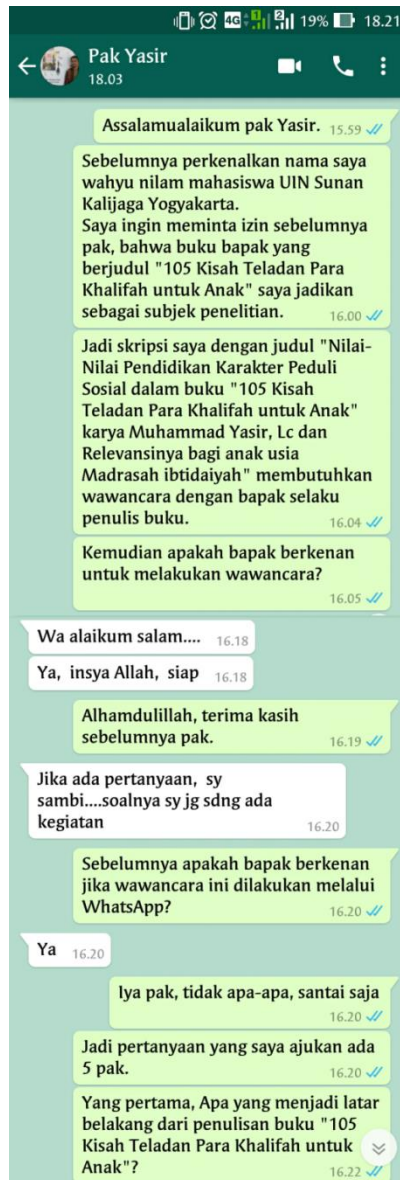 4G 19% 18.21
Pak Yasir
18.03
Assalamualaikum pak Yasir. 15.59
Sebelumnya perkenalkan nama saya
wahyu nilam mahasiswa UIN Sunan
Kalijaga Yogyakarta.
Saya ingin meminta izin sebelumnya
pak, bahwa buku bapak yang
berjudul "105 Kisah Teladan Para
Khalifah untuk Anak" saya jadikan
sebagai subjek penelitian. 16.00
Jadi skripsi saya dengan judul "Nilai-
Nilai Pendidikan Karakter Peduli
Sosial dalam buku "105 Kisah
Teladan Para Khalifah untuk Anak"
karya Muhammad Yasir, Lc dan
Relevansinya bagi anak usia
Madrasah ibtidaiyah" membutuhkan
wawancara dengan bapak selaku
penulis buku. 16.04
Kemudian apakah bapak berkenan
untuk melakukan wawancara?
16.05
Wa alaikum salam.... 16.18
Ya, insya Allah, siap 16.18
Alhamdulillah, terima kasih
sebelumnya pak. 16.19
Jika ada pertanyaan, sy
sambi....soalnya sy jg sdng ada
kegiatan 16.20
Sebelumnya apakah bapak berkenan
jika wawancara ini dilakukan melalui
WhatsApp? 16.20
Ya 16.20
Iya pak, tidak apa-apa, santai saja
16.20
Jadi pertanyaan yang saya ajukan ada
5 pak. 16.20
Yang pertama, Apa yang menjadi latar
belakang dari penulisan buku "105
Kisah Teladan Para Khalifah untuk
Anak"? 16.22